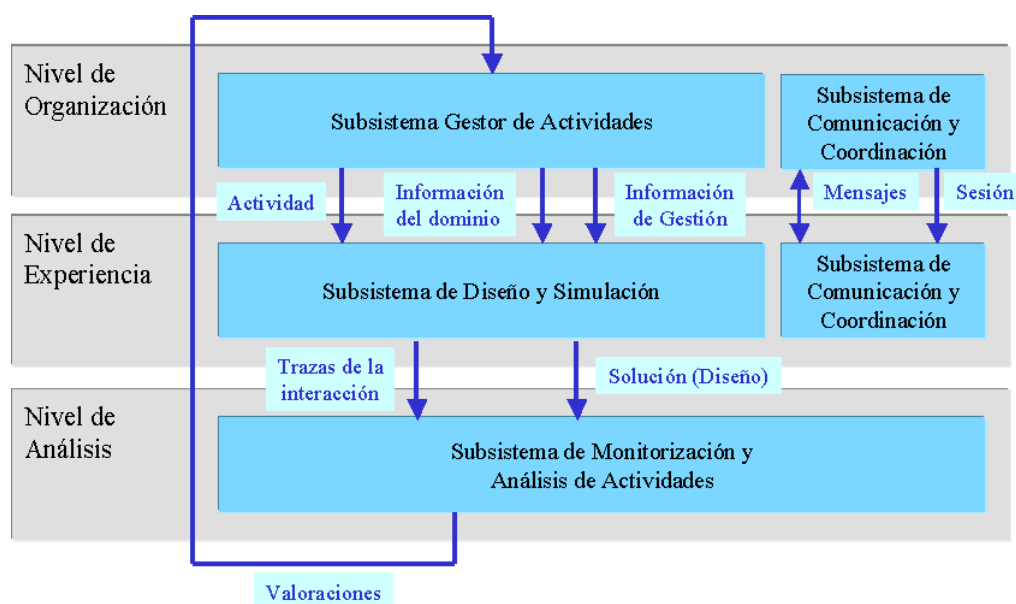 Nivel de
Organización
Subsistema Gestor de Actividades
Subsistema de
Comunicación y
Coordinación
Actividad
Información
del dominio
Información
de Gestión
Mensajes
Sesión
Nivel de
Experiencia
Subsistema de Diseño y Simulación
Subsistema de
Comunicación y
Coordinación
Trazas de la
interacción
Solución (Diseño)
Nivel de
Análisis
Subsistema de Monitorización y
Análisis de Actividades
Valoraciones